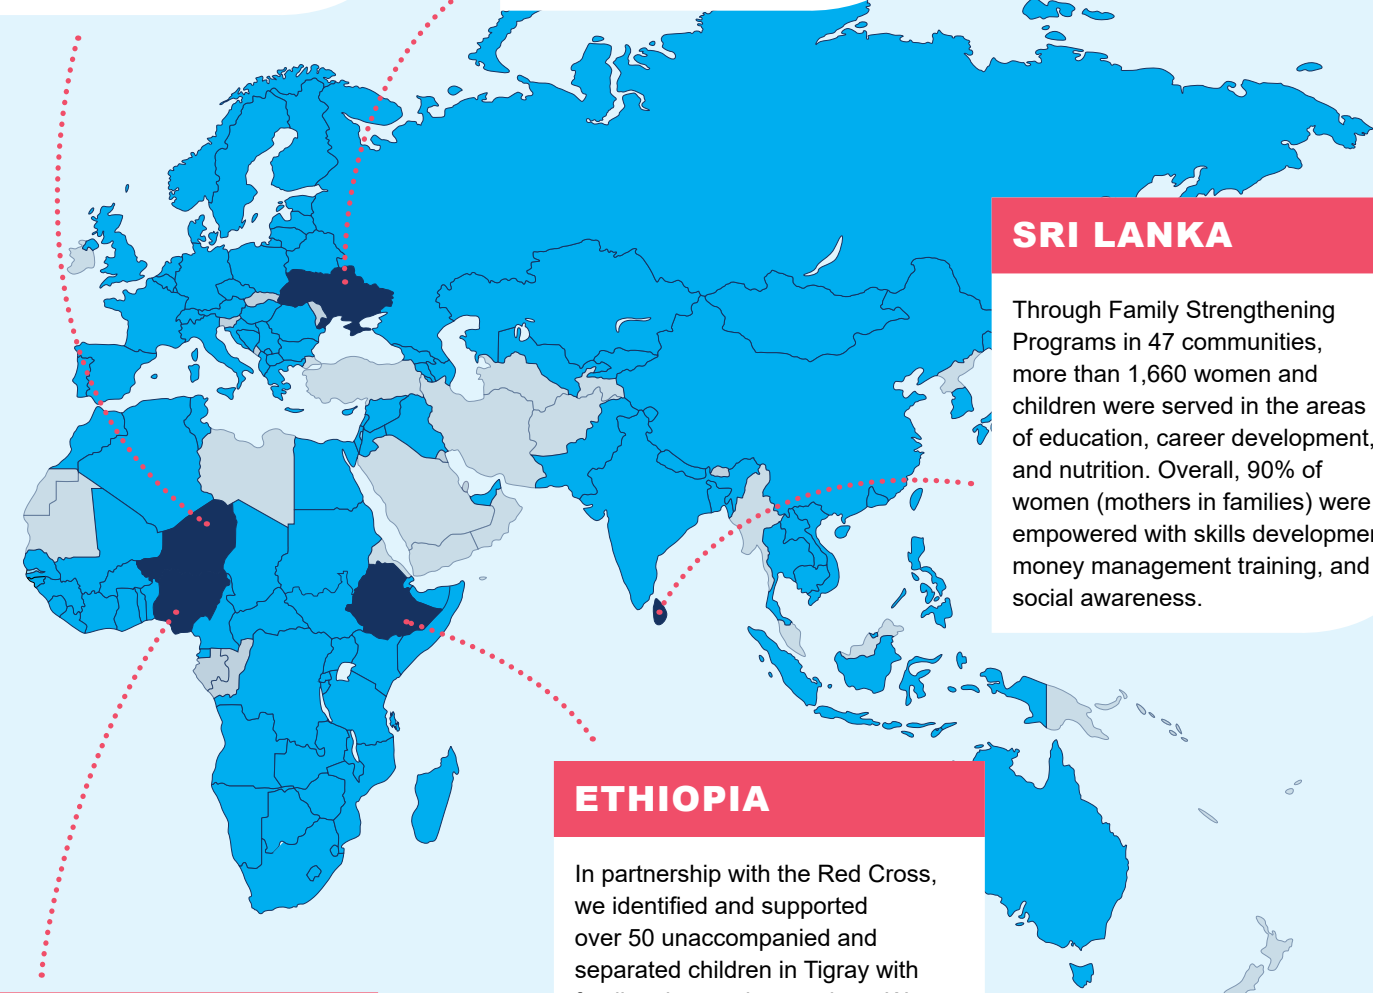 SRI LANKA
Through Family Strengthening
Programs in 47 communities,
more than 1,660 women and
children were served in the areas
of education, career development,
and nutrition. Overall, 90% of
women (mothers in families) were
empowered with skills
money management training, and
social awareness.
ETHIOPIA
In partnership with the Red Cross,
we identified and supported
over 50 unaccompanied and
separated children in Tigray with